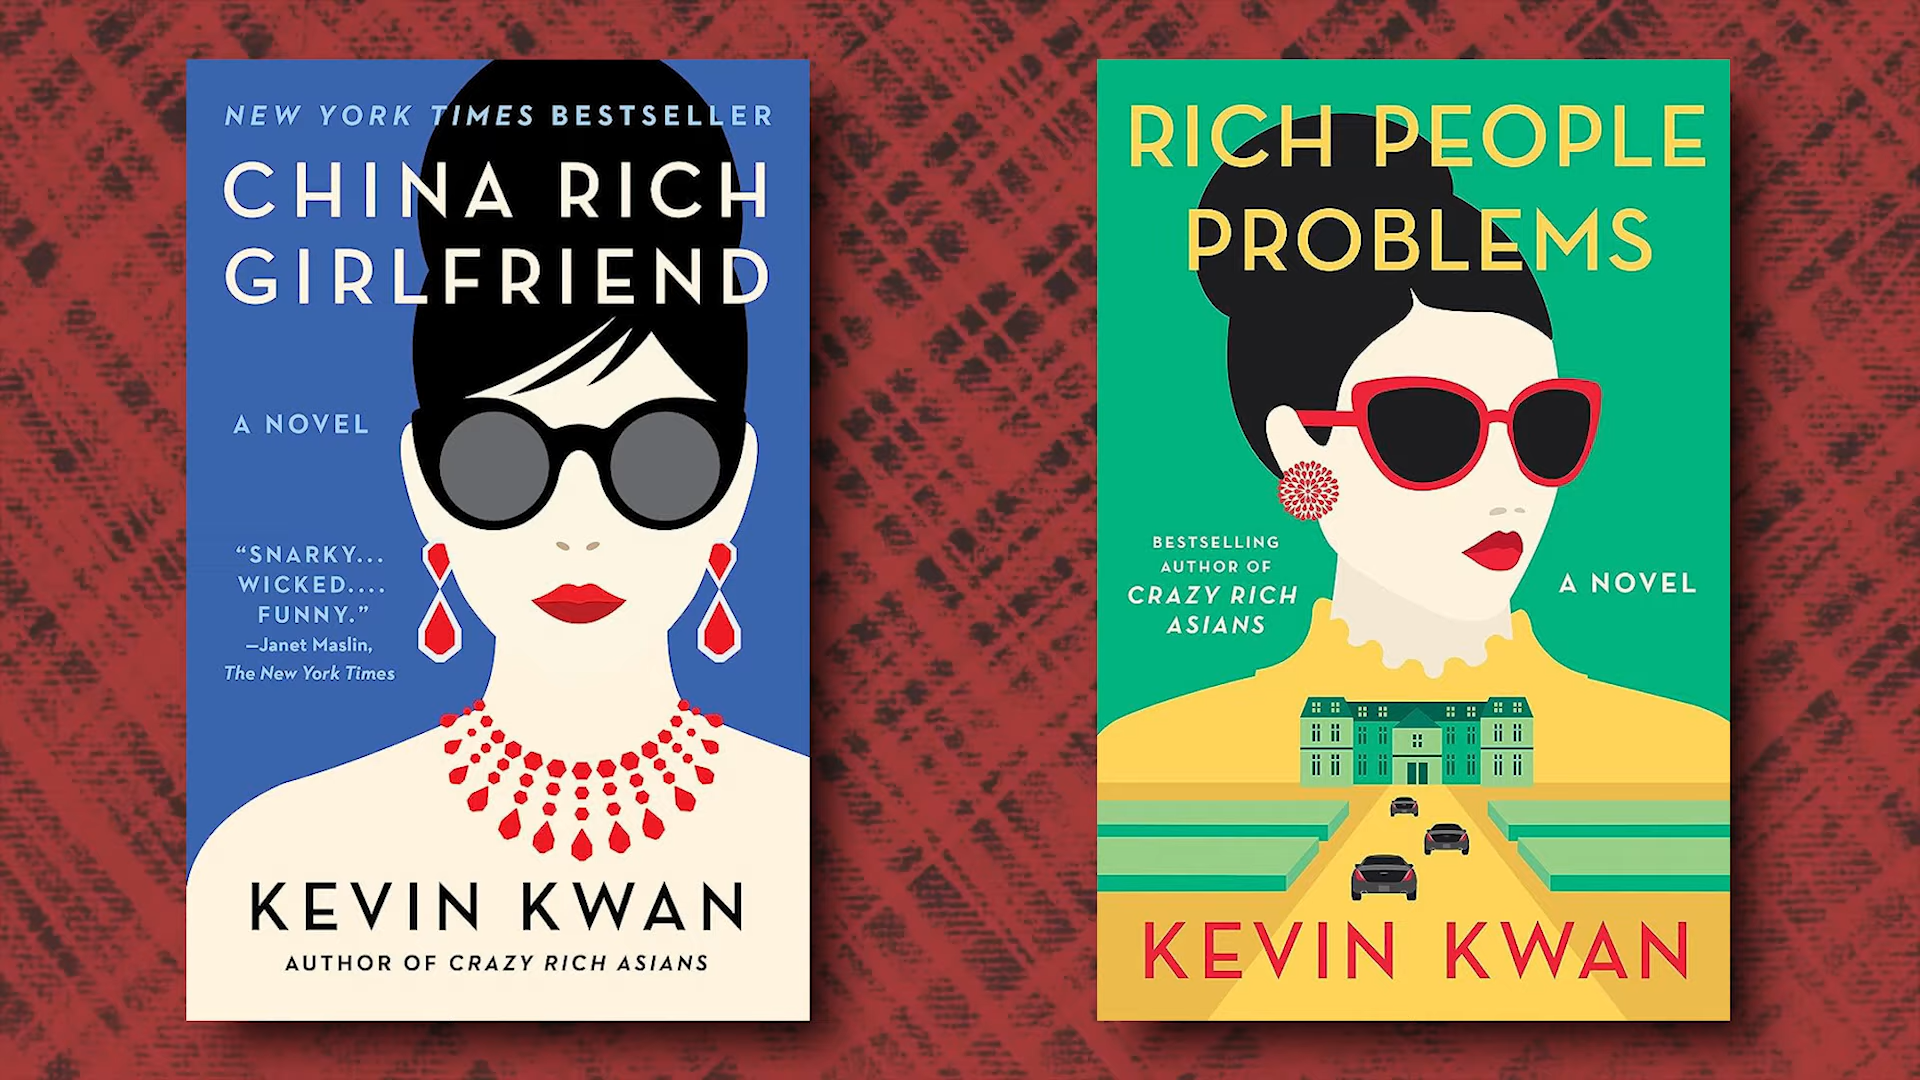 NEW YORK TIMES BESTSELLER
CHINA RICH
GIRLFRIEND
A NOVEL
“SNARKY...
WICKED....
FUNNY.”
—Janet Maslin,
The New York Times
KEVIN KWAN
AUTHOR OF CRAZY RICH ASIANS
RICH PEOPLE
PROBLEMS
BESTSELLING
AUTHOR OF
CRAZY RICH
ASIANS
A NOVEL
KEVIN KWAN